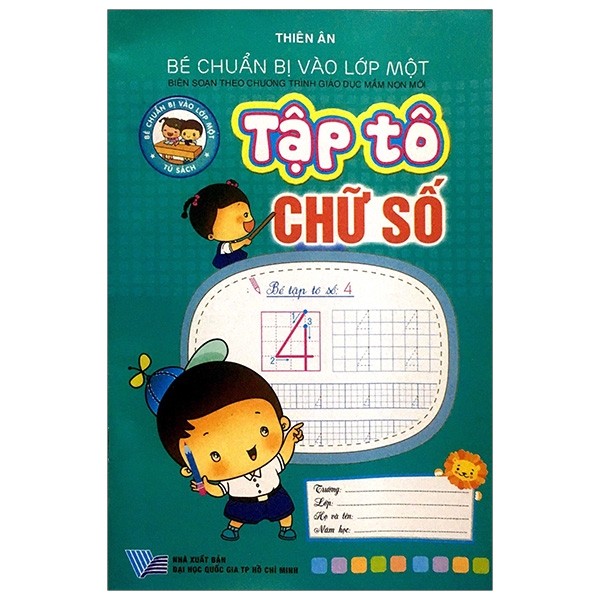 THIÊN ÂN
BÉ CHUẨN BỊ VÀO LỚP MỘT
BIÊN SOẠN THEO CHƯƠNG TRÌNH GIÁO DỤC MẦM NON MỚI
BÉ CHUẨN BỊ VÀO LỚP MỘT
TỦ SÁCH
Tập tô
CHỮ SỐ
Bé tập tô số: 4
1
3
4
2
Trường:
Lớp:
Họ và tên:
Năm học:
NHÀ XUẤT BẢN
ĐẠI HỌC QUỐC GIA TP HỒ CHÍ MINH